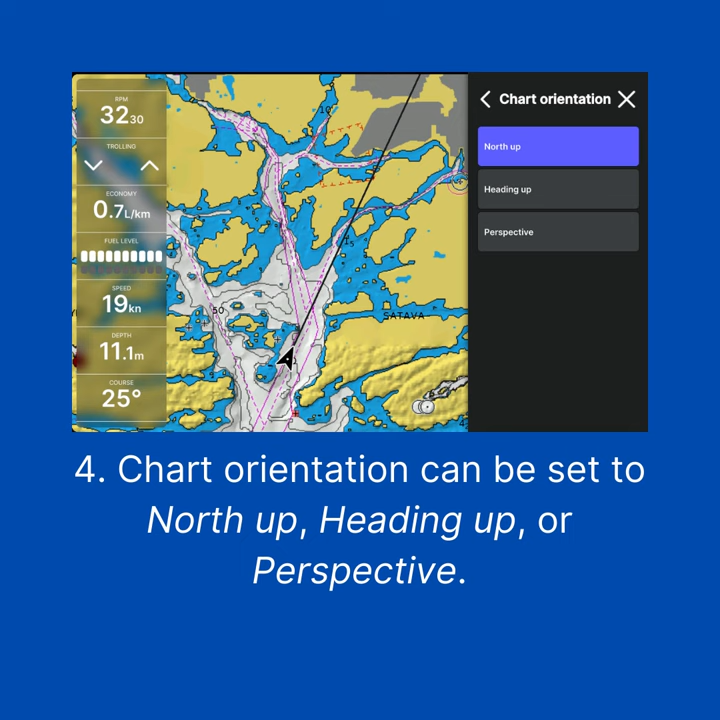 RPM
3230
TROLLING
ECONOMY
0.7L/km
FUEL LEVEL
SPEED
19kn
DEPTH
11.1m
COURSE
25°
10
15
50
SATAVA
Chart orientation
North up
Heading up
Perspective
4. Chart orientation can be set to
North up, Heading up, or
Perspective.